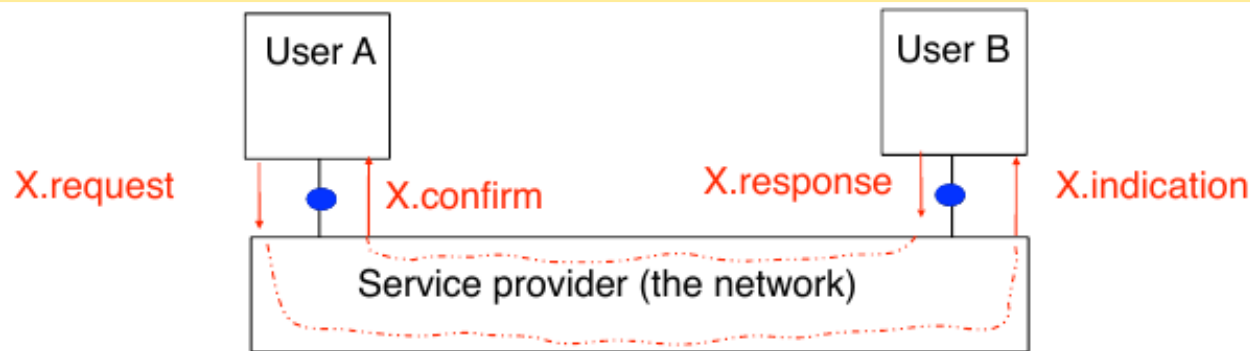 User A
User B
X.request
X.confirm
X.response
X.indication
Service provider (the network)